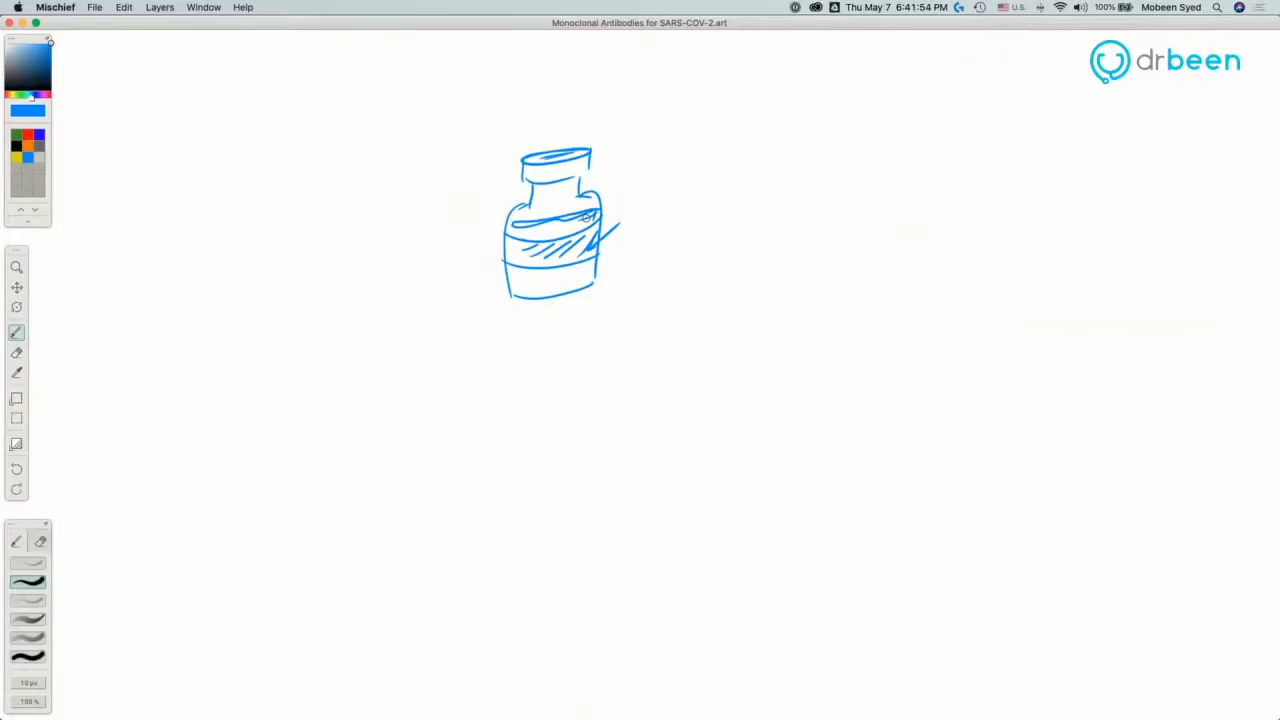 Mischief File Edit Layers Window Help
Thu May 7 6:41:54 PM
U.S.
100%
Mobeen Syed
Monoclonal Antibodies for SARS-COV-2.art
drbeen
10 px
100 %